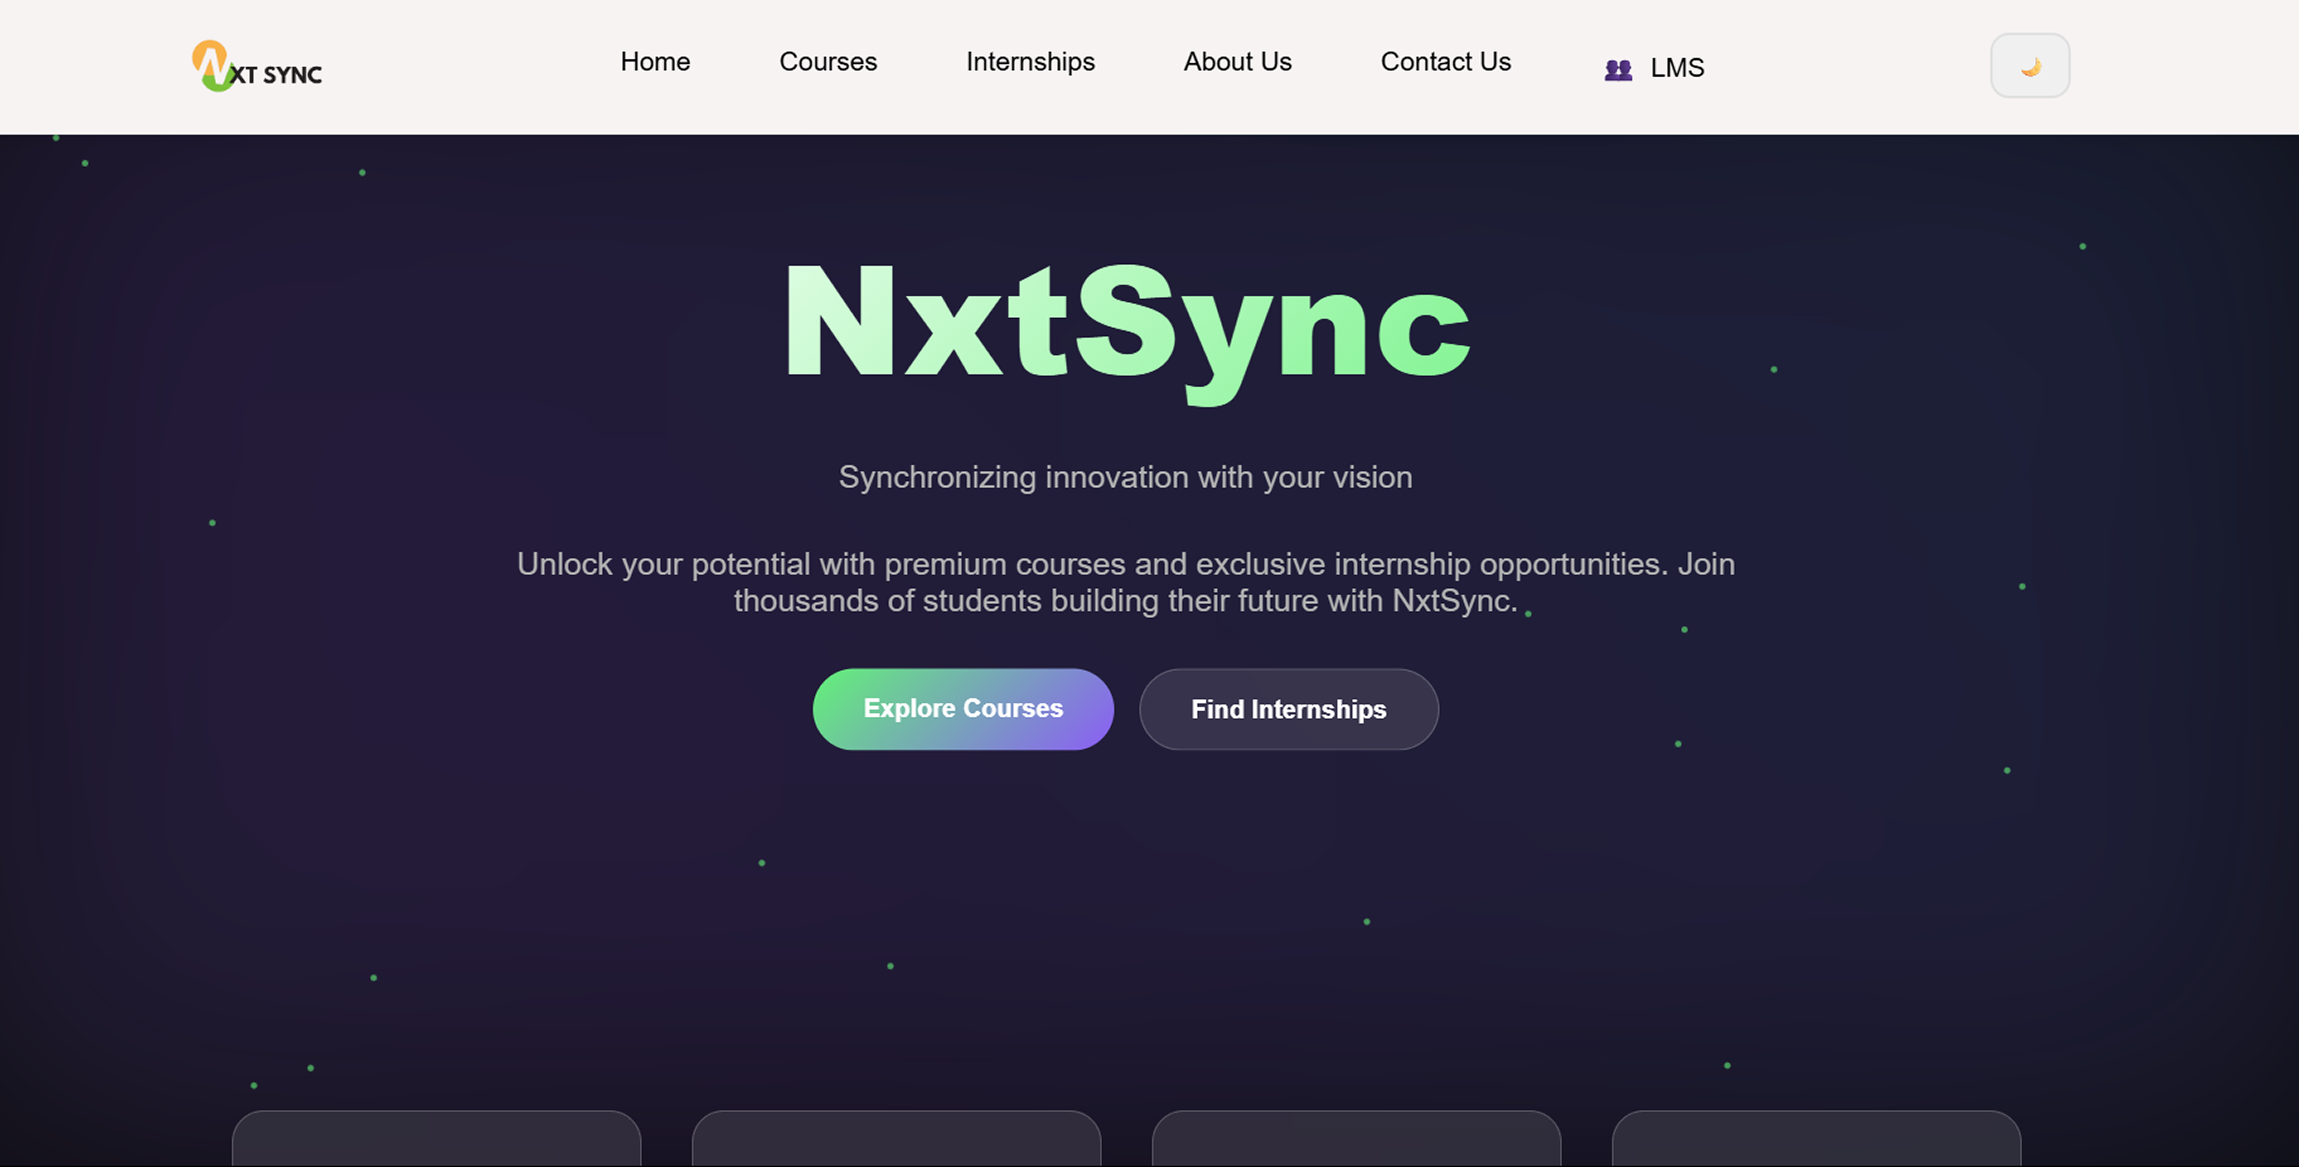 NXT SYNC
Home
Courses
Internships
About Us
Contact Us
LMS
NxtSync
Synchronizing innovation with your vision
Unlock your potential with premium courses and exclusive internship opportunities. Join
thousands of students building their future with NxtSync.
Explore Courses
Find Internships